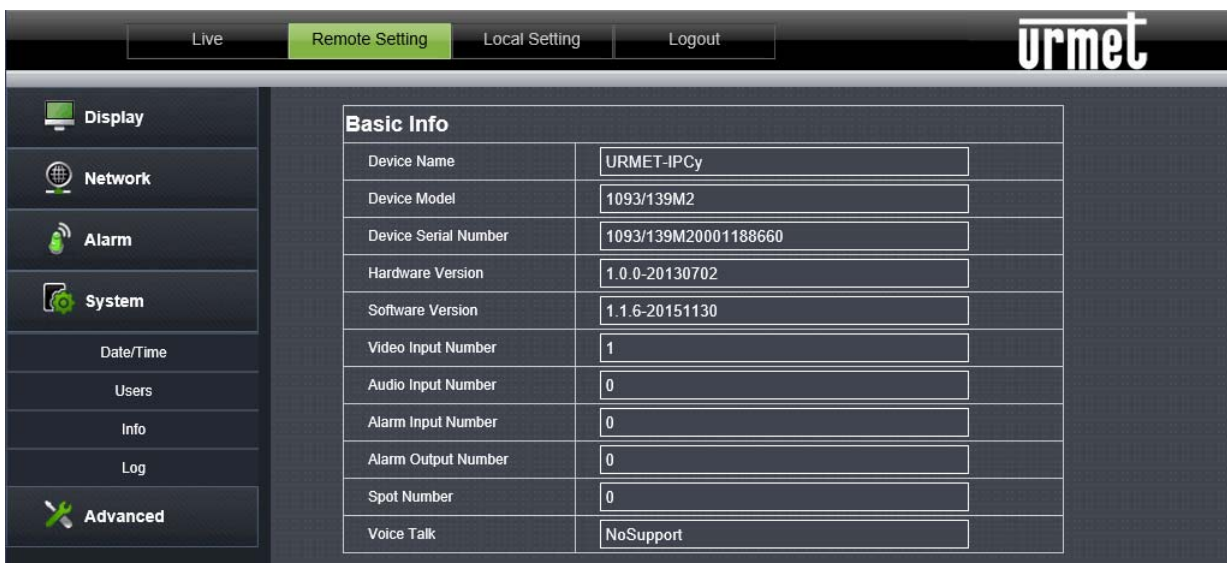 Live Remote Setting Local Setting Logout urmet
Display
Network
Alarm
System
Date/Time
Users
Info
Log
Advanced
Basic Info
Device Name URMET-IPCy
Device Model 1093/139M2
Device Serial Number 1093/139M20001188660
Hardware Version 1.0.0-20130702
Software Version 1.1.6-20151130
Video Input Number 1
Audio Input Number 0
Alarm Input Number 0
Alarm Output Number 0
Spot Number 0
Voice Talk NoSupport